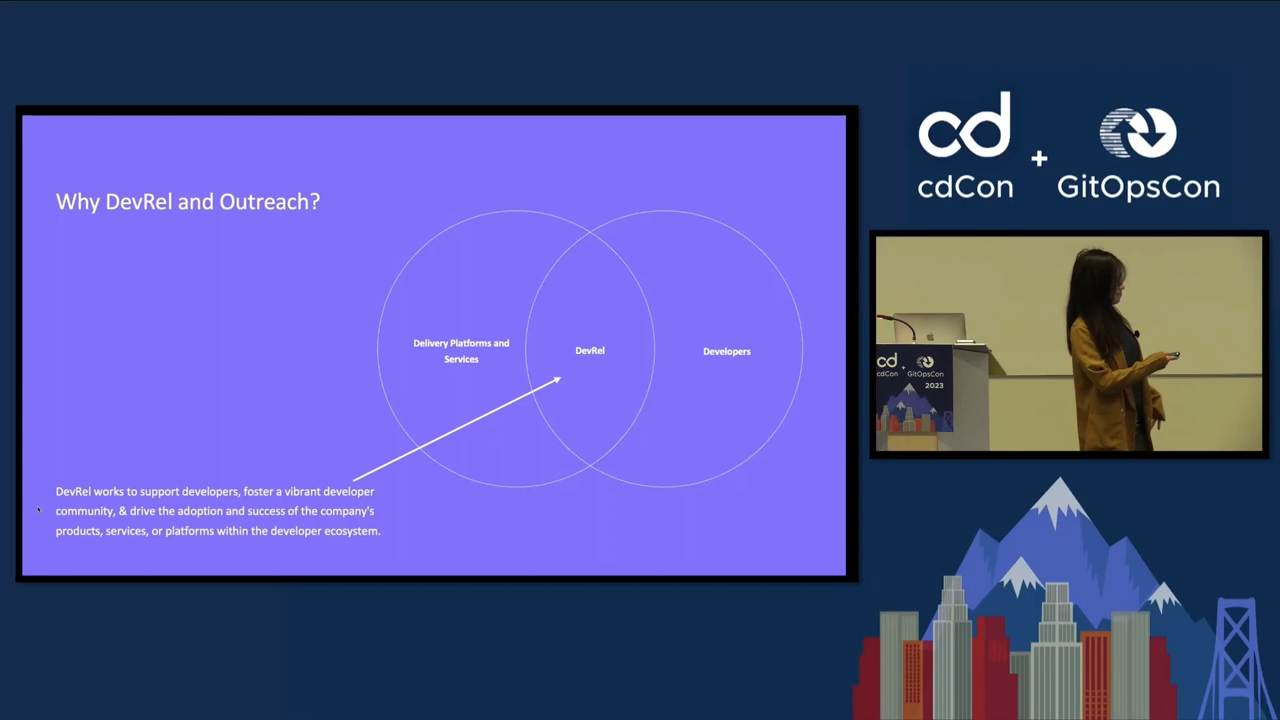 Why DevRel and Outreach?
Delivery Platforms and
Services
DevRel
Developers
DevRel works to support developers, foster a vibrant developer
community, & drive the adoption and success of the company's
products, services, or platforms within the developer ecosystem.
cd
cdCon
+
GitOpsCon
cd
cdCon
+
GitOpsCon
2023